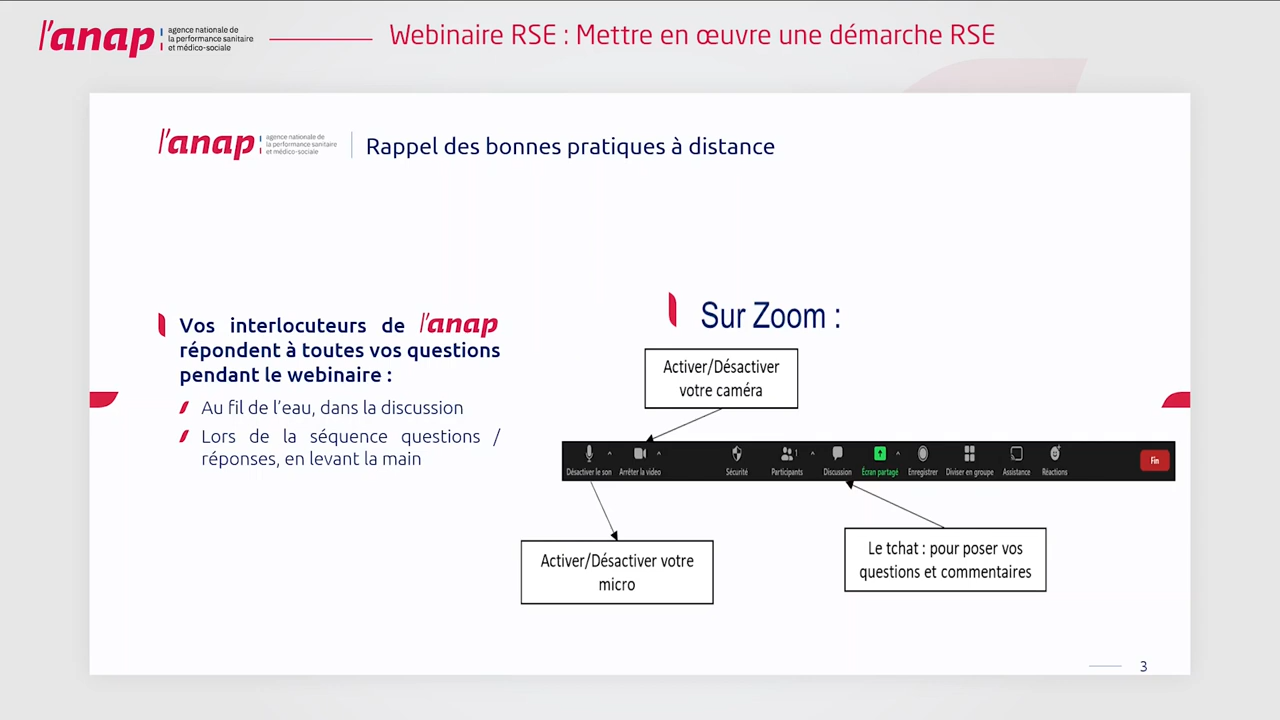 l'anap
agence nationale de
la performance sanitaire
et médico-sociale
Webinaire RSE : Mettre en œuvre une démarche RSE
l'anap
agence nationale de
la performance sanitaire
et médico-sociale
Rappel des bonnes pratiques à distance
Vos interlocuteurs de l'anap
répondent à toutes vos questions
pendant le webinaire :
Au fil de l'eau, dans la discussion
Lors de la séquence questions /
réponses, en levant la main
Sur Zoom :
Activer/Désactiver
votre caméra
Désactiver le son
Arrêter la video
Sécurité
1
Participants
Discussion
Écran partagé
Enregistrer
Diviser en groupe
Assistance
Réactions
Fin
Activer/Désactiver votre
micro
Le tchat : pour poser vos
questions et commentaires
3